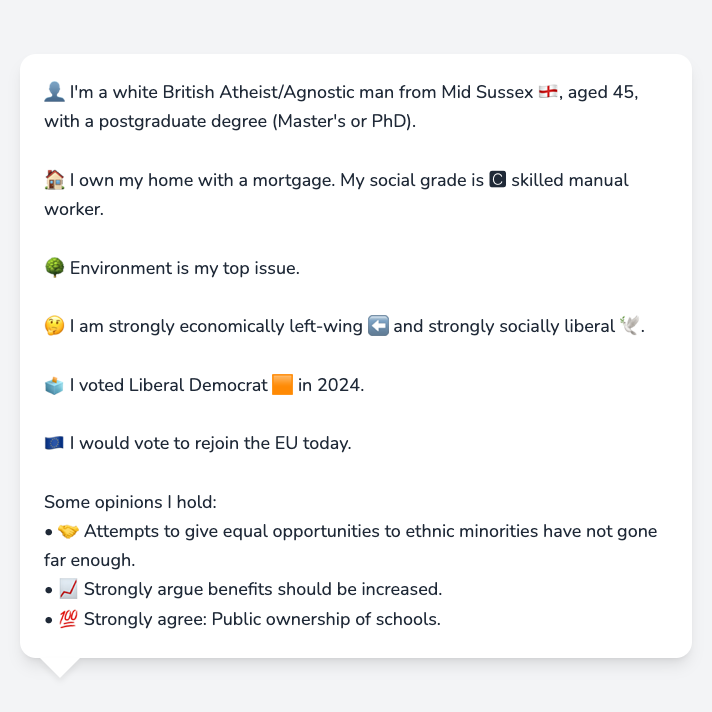 👤 I'm a white British Atheist/Agnostic man from Mid Sussex 🏴󠁧󠁢󠁥󠁮󠁧󠁿, aged 45,
with a postgraduate degree (Master's or PhD).
🏠 I own my home with a mortgage. My social grade is C skilled manual
worker.
🌳 Environment is my top issue.
🤔 I am strongly economically left-wing ⬅️ and strongly socially liberal 🕊️.
🗳️ I voted Liberal Democrat 🟧 in 2024.
🇪🇺 I would vote to rejoin the EU today.
Some opinions I hold:
• 🤝 Attempts to give equal opportunities to ethnic minorities have not gone
far enough.
• 📈 Strongly argue benefits should be increased.
• 💯 Strongly agree: Public ownership of schools.